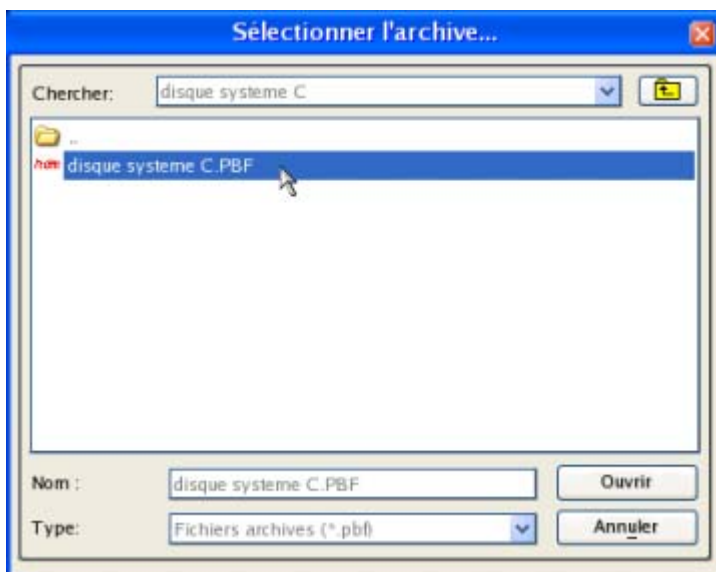 Sélectionner l'archive...
Chercher: disque systeme C
..
disque systeme C.PBF
Nom : disque systeme C.PBF Ouvrir
Type: Fichiers archives (*.pbf) Annuler